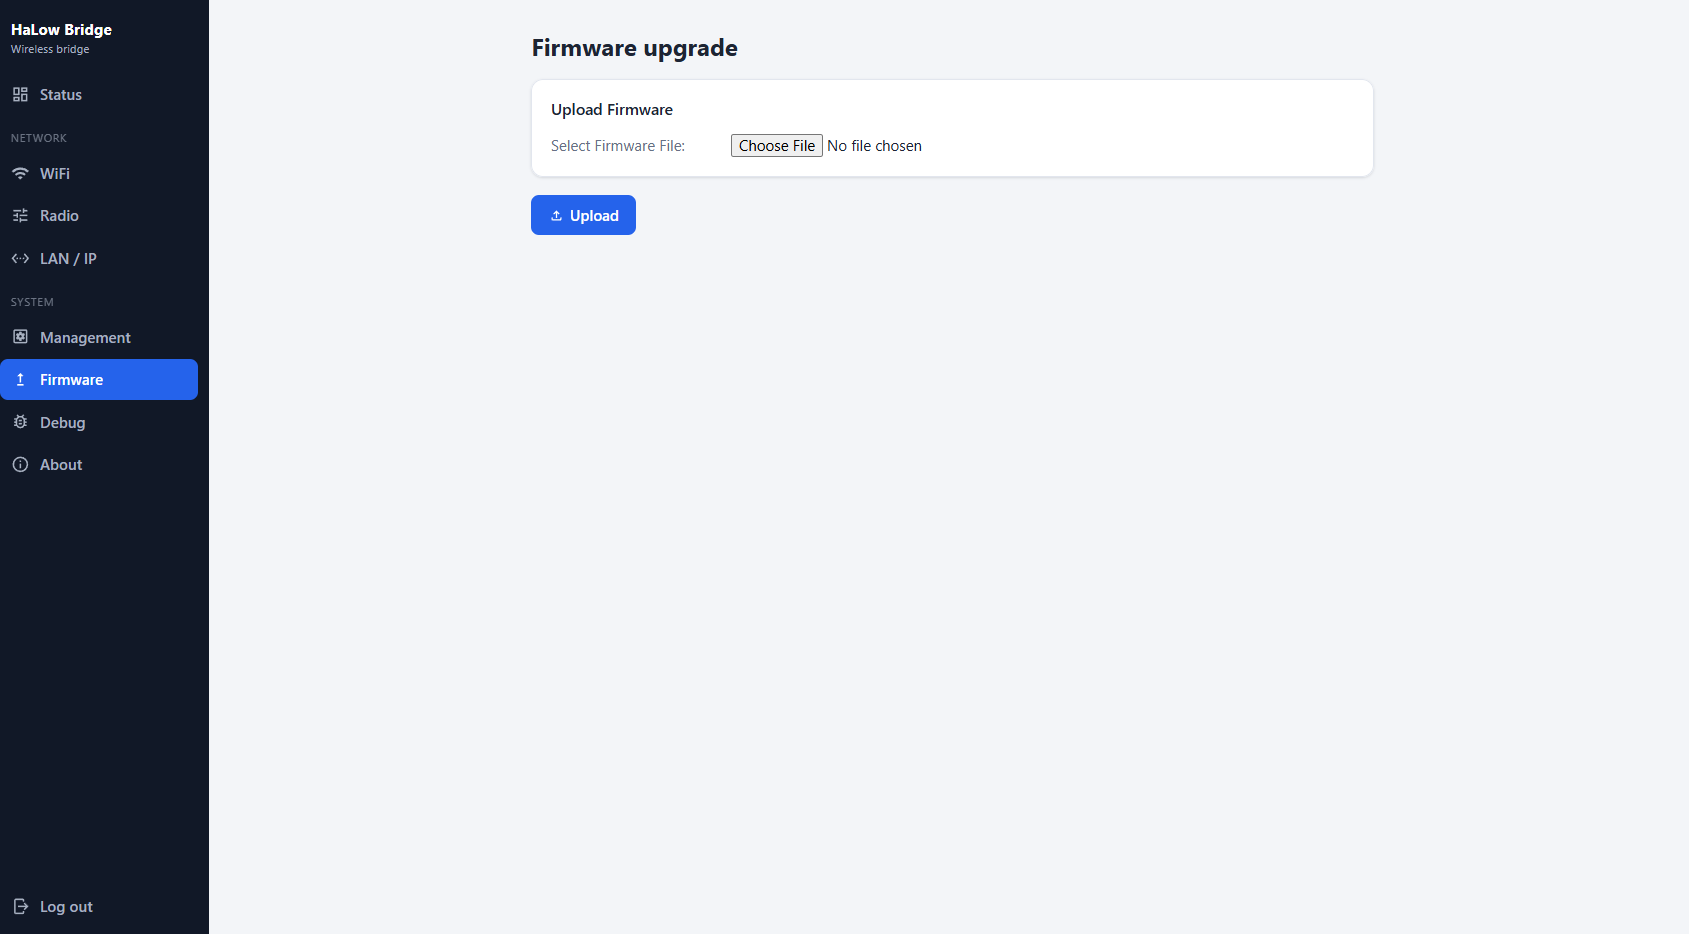 HaLow Bridge
Wireless bridge
Status
NETWORK
WiFi
Radio
LAN / IP
SYSTEM
Management
Firmware
Debug
About
Log out
Firmware upgrade
Upload Firmware
Select Firmware File: Choose File No file chosen
Upload